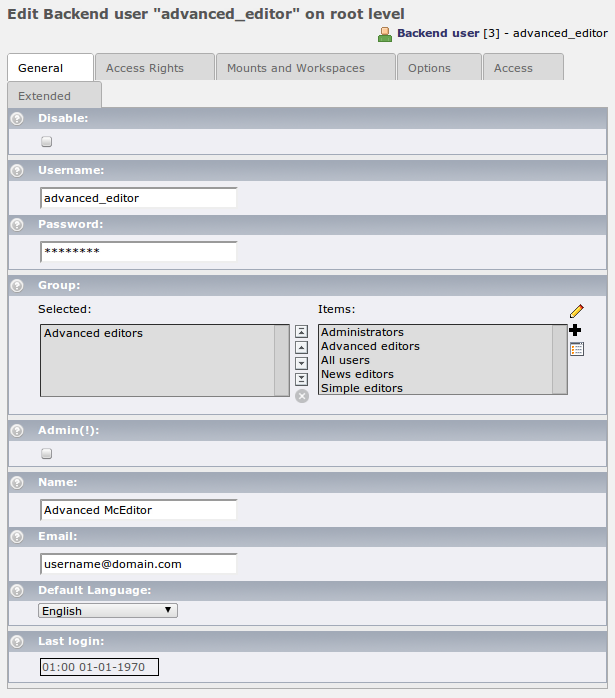 Edit Backend user "advanced_editor" on root level
Backend user [3] - advanced_editor
General Access Rights Mounts and Workspaces Options Access
Extended
Disable:
Username:
advanced_editor
Password:
********
Group:
Selected: Items:
Advanced editors
Administrators
Advanced editors
All users
News editors
Simple editors
Admin(!):
Name:
Advanced McEditor
Email:
username@domain.com
Default Language:
English
Last login:
01:00 01-01-1970